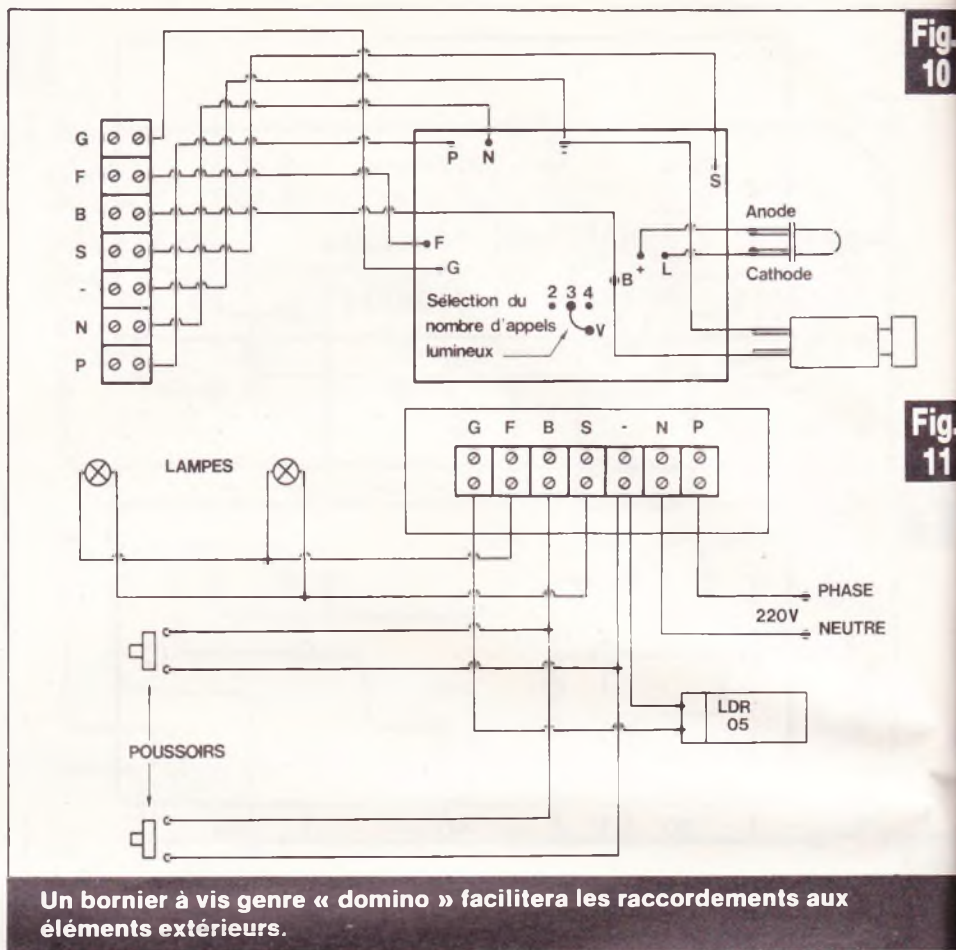 Fig.
10
G
F
B
S
-
N
P
P N
S
F
G
B
+ L
Anode
Cathode
2 3 4
V
Sélection du
nombre d'appels
lumineux
Fig.
11
G F B S - N P
LAMPES
PHASE
220V
NEUTRE
LDR
05
POUSSOIRS
Un bornier à vis genre « domino » facilitera les raccordements aux
éléments extérieurs.